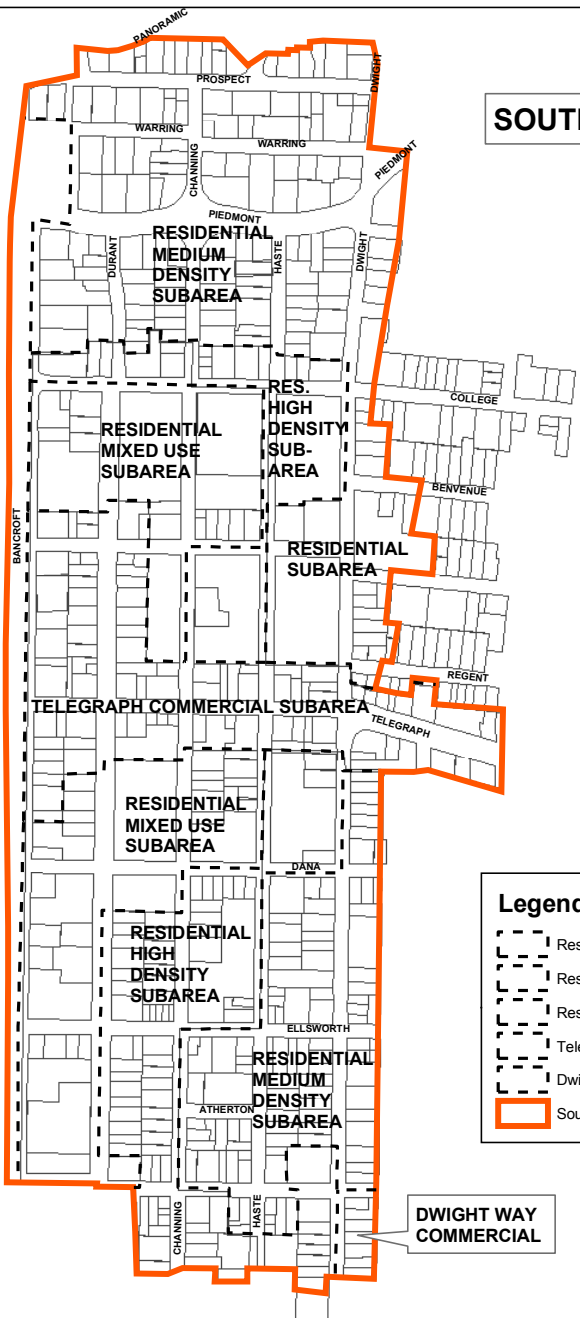 PANORAMIC
PROSPECT
DWIGHT
SOUTH
WARRING
WARRING
CHANNING
PIEDMONT
PIEDMONT
DURANT
HASTE
DWIGHT
RESIDENTIAL
MEDIUM
DENSITY
SUBAREA
COLLEGE
RES.
HIGH
DENSITY
SUB-
AREA
RESIDENTIAL
MIXED USE
SUBAREA
BENVENUE
BANCROFT
RESIDENTIAL
SUBAREA
REGENT
TELEGRAPH COMMERCIAL SUBAREA
TELEGRAPH
RESIDENTIAL
MIXED USE
SUBAREA
DANA
Legend
Res
Res
Res
Tele
Dwi
Sou
RESIDENTIAL
HIGH
DENSITY
SUBAREA
ELLSWORTH
RESIDENTIAL
MEDIUM
DENSITY
SUBAREA
ATHERTON
CHANNING
HASTE
DWIGHT WAY
COMMERCIAL